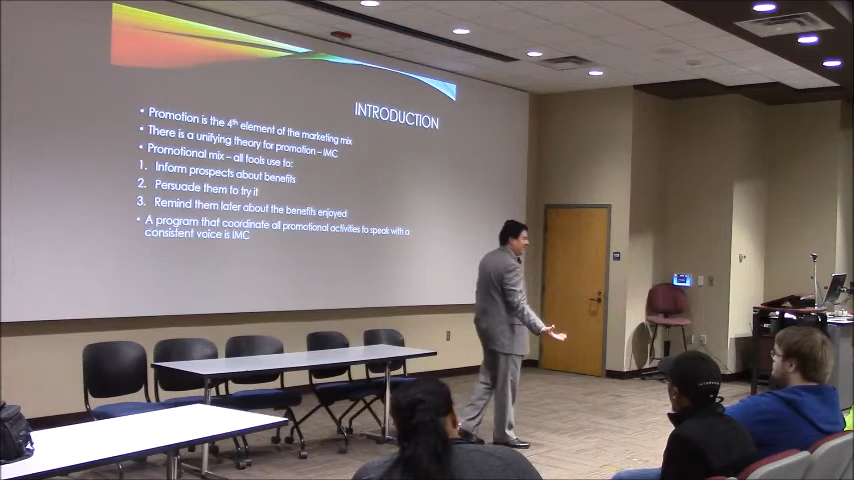 INTRODUCTION
• Promotion is the 4th element of the marketing mix
• There is a unifying theory for promotion – IMC
• Promotional mix – all tools use to:
1. Inform prospects about benefits
2. Persuade them to try it
3. Remind them later about the benefits enjoyed
• A program that coordinate all promotional activities to speak with a
consistent voice is IMC